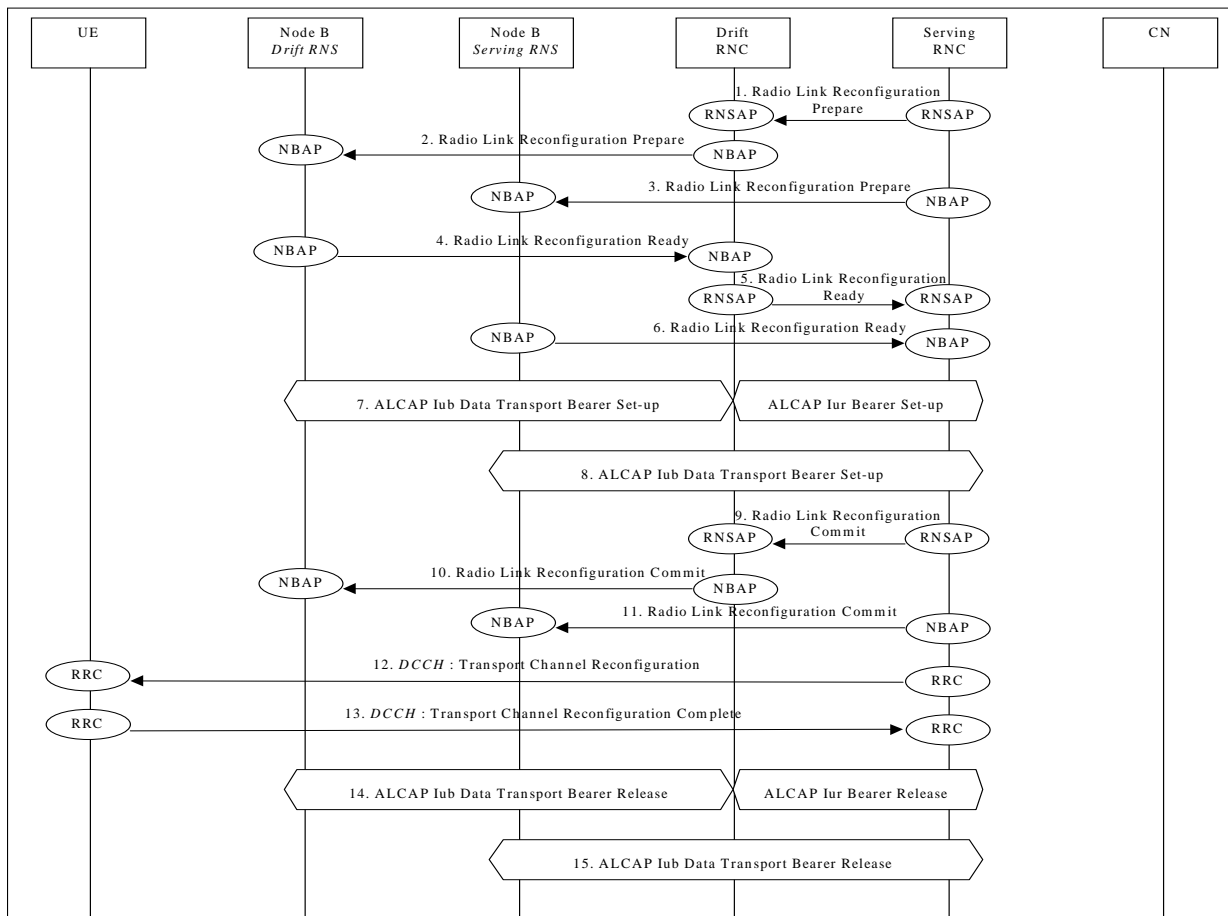 UE
Node B
Drift RNS
Node B
Serving RNS
Drift
RNC
Serving
RNC
CN
1. Radio Link Reconfiguration
Prepare
RNSAP
RNSAP
2. Radio Link Reconfiguration Prepare
NBAP
NBAP
3. Radio Link Reconfiguration Prepare
NBAP
NBAP
4. Radio Link Reconfiguration Ready
NBAP
NBAP
5. Radio Link Reconfiguration
Ready
RNSAP
RNSAP
6. Radio Link Reconfiguration Ready
NBAP
NBAP
7. ALCAP Iub Data Transport Bearer Set-up
ALCAP Iur Bearer Set-up
8. ALCAP Iub Data Transport Bearer Set-up
9. Radio Link Reconfiguration
Commit
RNSAP
RNSAP
10. Radio Link Reconfiguration Commit
NBAP
NBAP
11. Radio Link Reconfiguration Commit
NBAP
NBAP
12. DCCH : Transport Channel Reconfiguration
RRC
RRC
13. DCCH : Transport Channel Reconfiguration Complete
RRC
RRC
14. ALCAP Iub Data Transport Bearer Release
ALCAP Iur Bearer Release
15. ALCAP Iub Data Transport Bearer Release